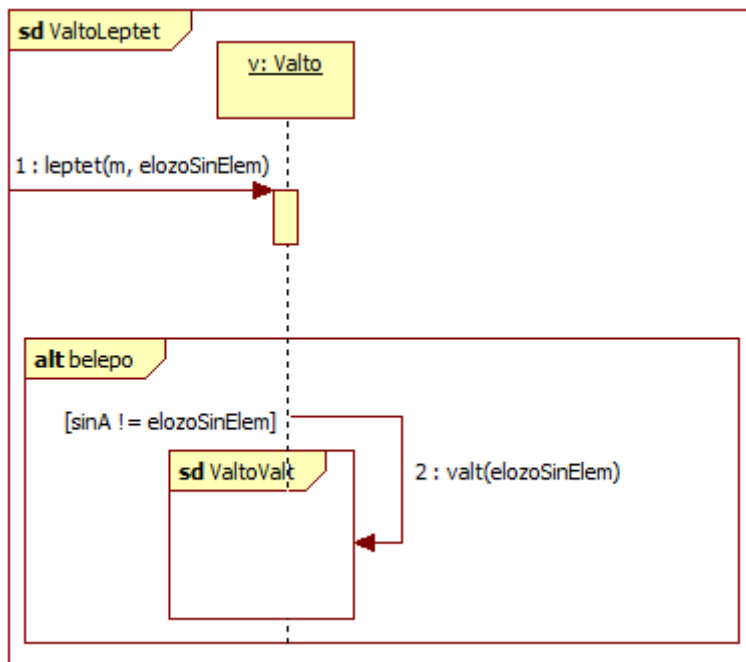 sd ValtoLeptet
v: Valto
1 : leptet(m, elozoSinElem)
alt belepo
[sinA != elozoSinElem]
sd ValtoValt
2 : valt(elozoSinElem)